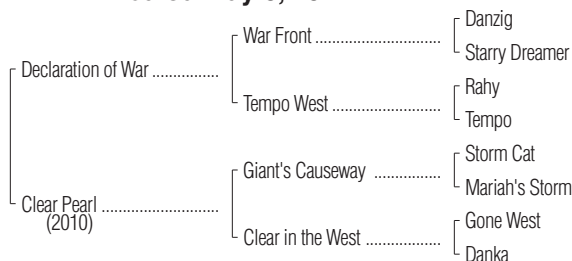 Danzig
War Front ................................
Starry Dreamer
Declaration of War ................
Rahy
Tempo West ............................
Tempo
Storm Cat
Giant's Causeway ...................
Mariah's Storm
Clear Pearl ............................
(2010)
Gone West
Clear in the West ...................
Danka